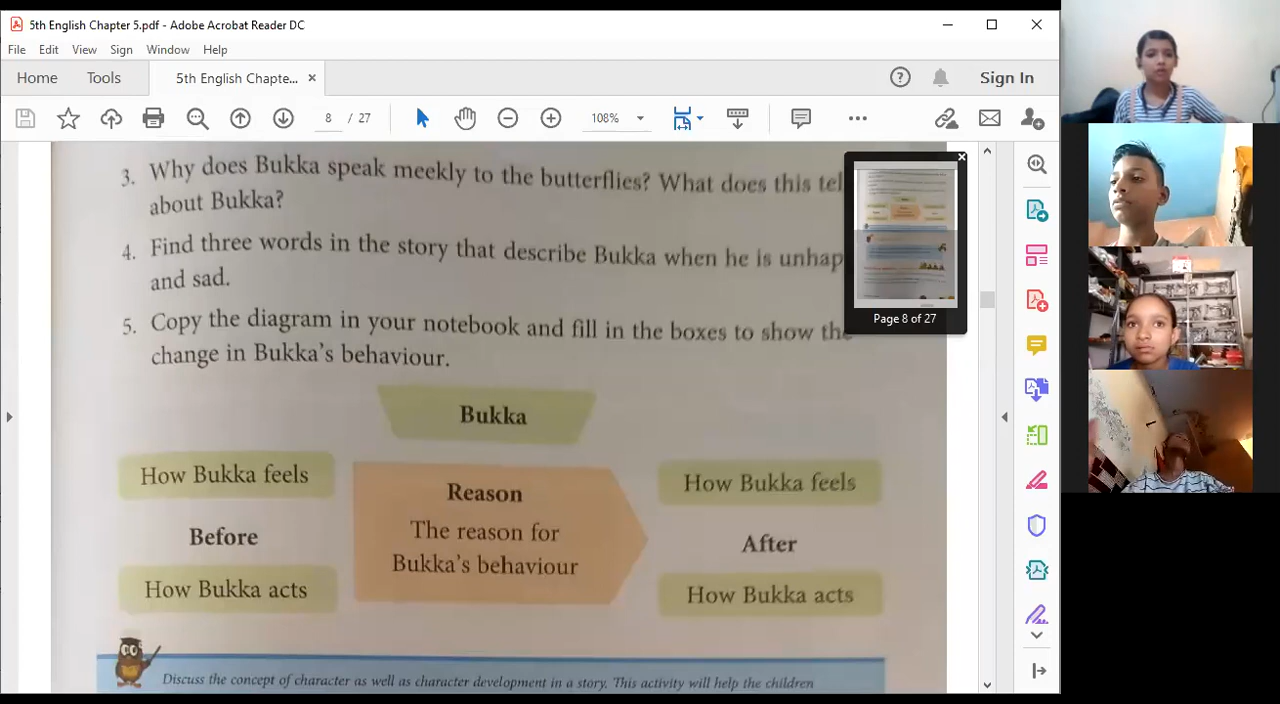 5th English Chapter 5.pdf - Adobe Acrobat Reader DC
File Edit View Sign Window Help
Home Tools 5th English Chapte... × Sign In
8 / 27 108%
3. Why does Bukka speak meekly to the butterflies? What does this tel
about Bukka?
4. Find three words in the story that describe Bukka when he is unhap
and sad.
5. Copy the diagram in your notebook and fill in the boxes to show the
change in Bukka's behaviour.
Page 8 of 27
Bukka
How Bukka feels
Before
How Bukka acts
Reason
The reason for
Bukka's behaviour
How Bukka feels
After
How Bukka acts
Discuss the concept of character as well as character development in a story. This activity will help the children